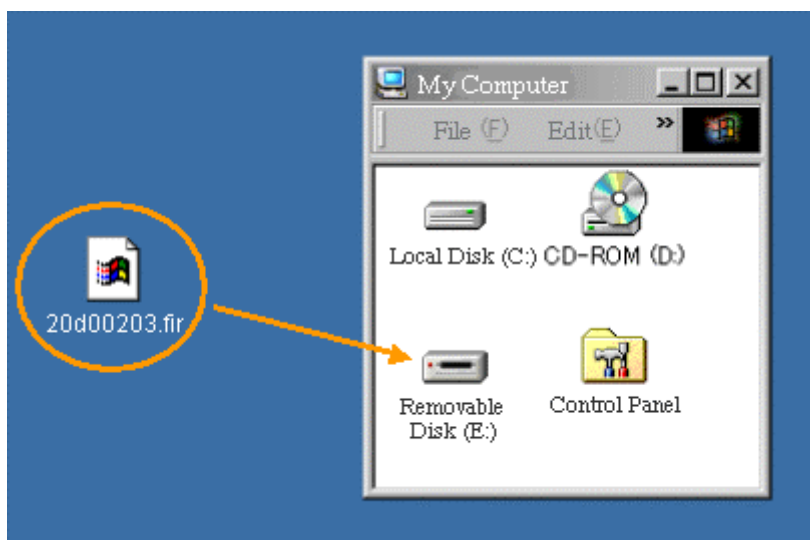 My Computer
File (F) Edit(E) »
Local Disk (C:) CD-ROM (D:)
20d00203.fir
Removable
Disk (E:)
Control Panel